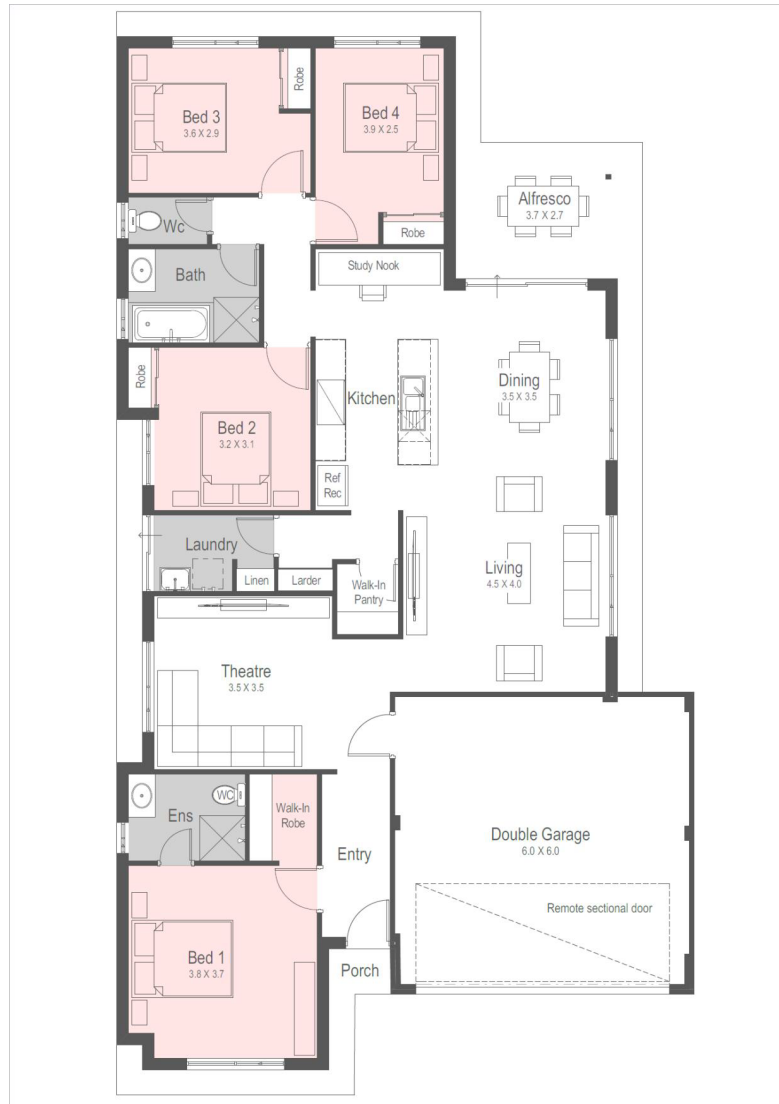 Robe
Bed 3
3.6 X 2.9
Bed 4
3.9 X 2.5
Alfresco
3.7 X 2.7
Wc
Robe
Study Nook
Bath
Robe
Kitchen
Dining
3.5 X 3.5
Bed 2
3.2 X 3.1
Ref
Rec
Laundry
Linen
Larder
Walk-In
Pantry
Living
4.5 X 4.0
Theatre
3.5 X 3.5
WC
Ens
Walk-In
Robe
Entry
Double Garage
6.0 X 6.0
Remote sectional door
Bed 1
3.8 X 3.7
Porch